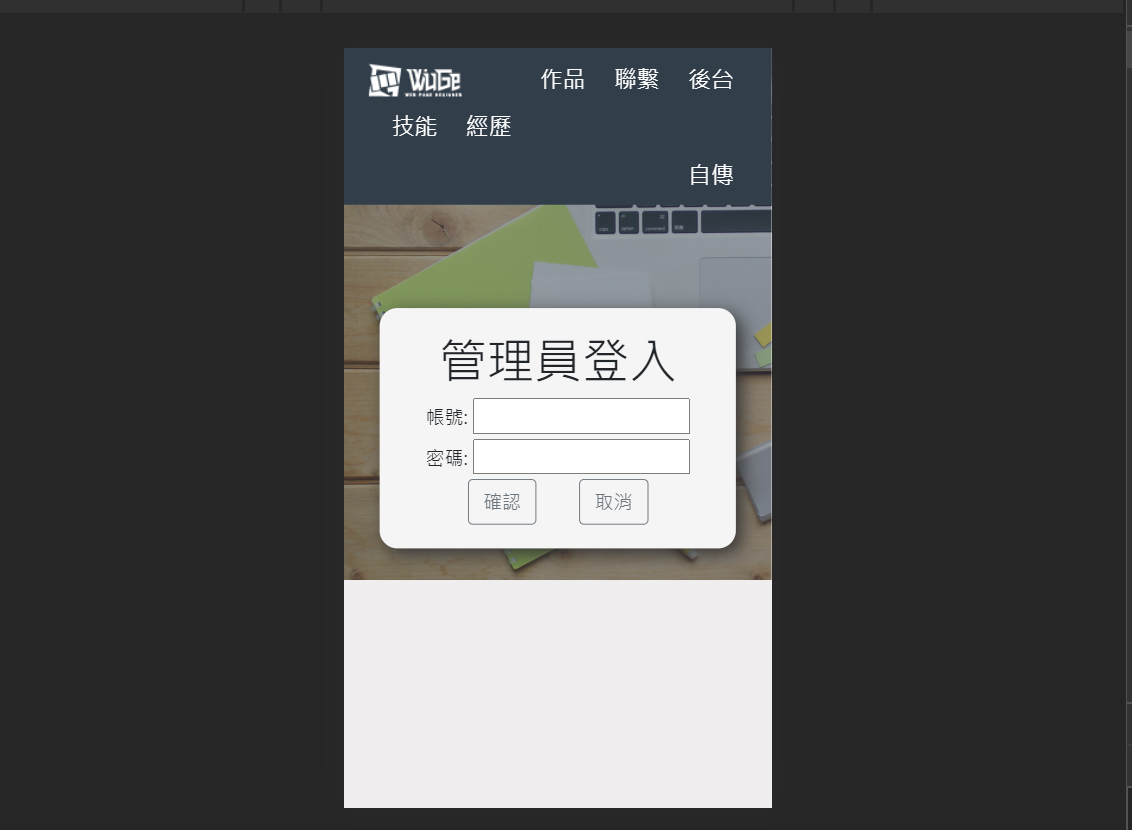 WUGE 作品 聯繫 後台
WEB PAGE DESIGNER
技能 經歷
自傳
管理員登入
帳號:
密碼:
確認 取消